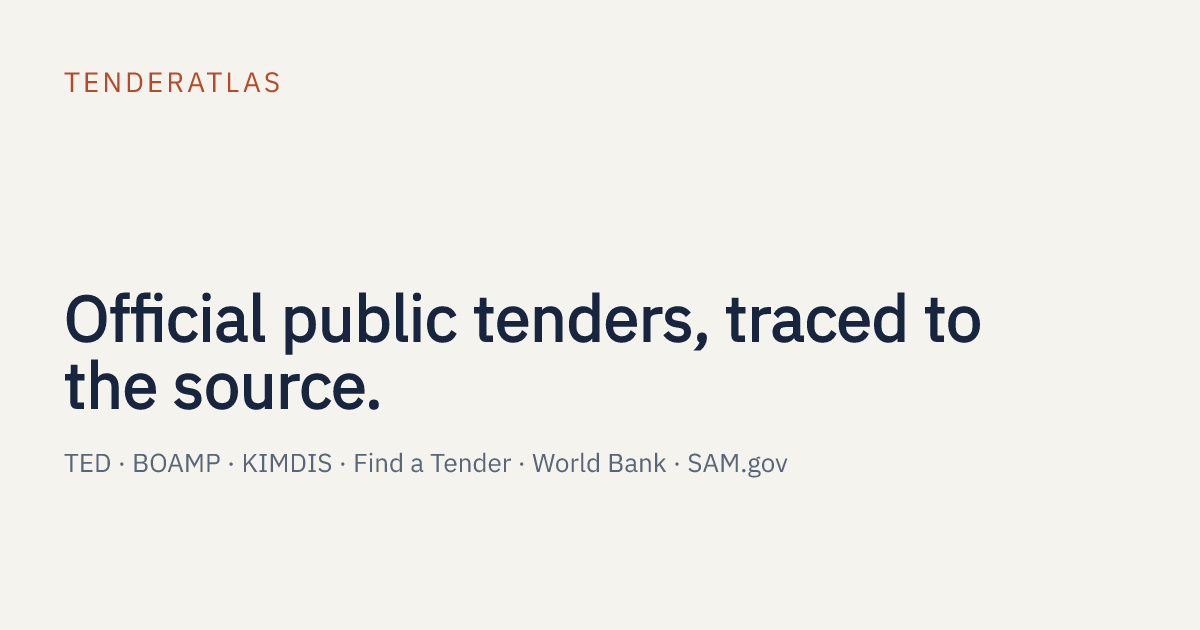 TENDERATLAS
Official public tenders, traced to
the source.
TED · BOAMP · KIMDIS · Find a Tender · World Bank · SAM.gov